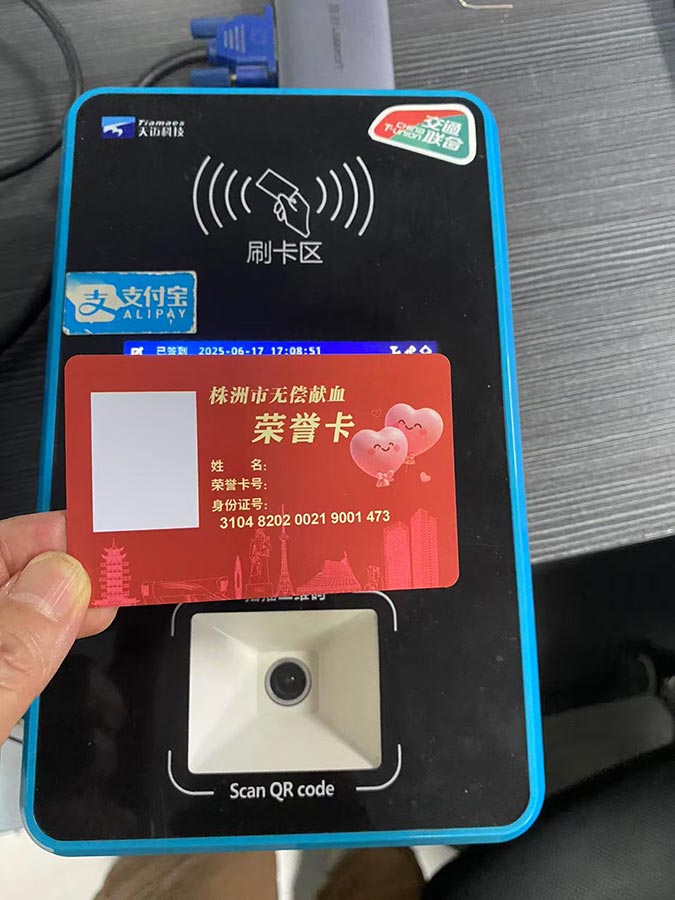 Tiamaes
天迈科技
交通
China
T-union
联合
刷卡区
支付宝
ALIPAY
已签到 2025-06-17 17:08:51
株洲市无偿献血
荣誉卡
姓 名:
荣誉卡号:
身份证号:
3104 8202 0021 9001 473
Scan QR code